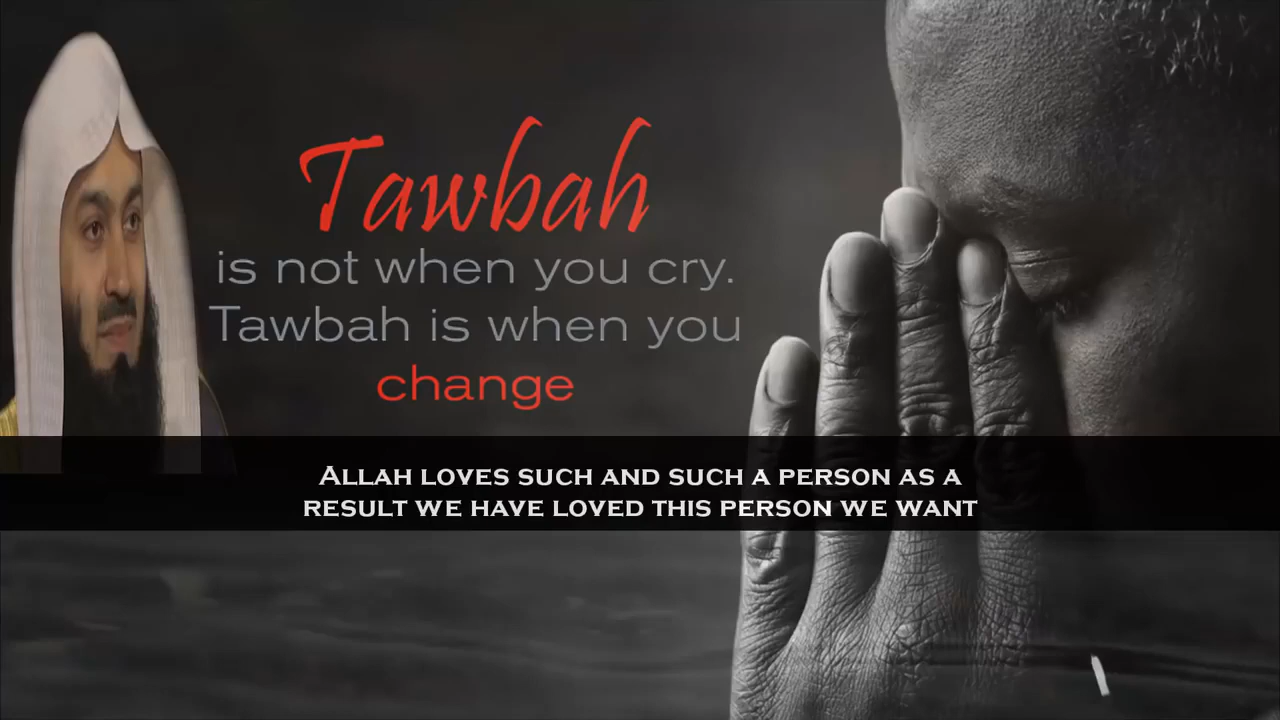 Tawbah
is not when you cry.
Tawbah is when you
change
ALLAH LOVES SUCH AND SUCH A PERSON AS A
RESULT WE HAVE LOVED THIS PERSON WE WANT